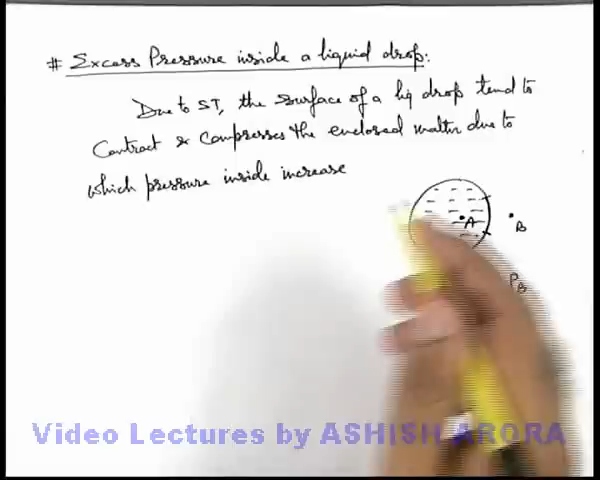 # Excess Pressure inside a liquid drop:
Due to ST, the surface of a liq drop tend to
Contract & compresses the enclosed matter due to
which pressure inside increase
A
B
P_B
Video Lectures by ASHISH ARORA